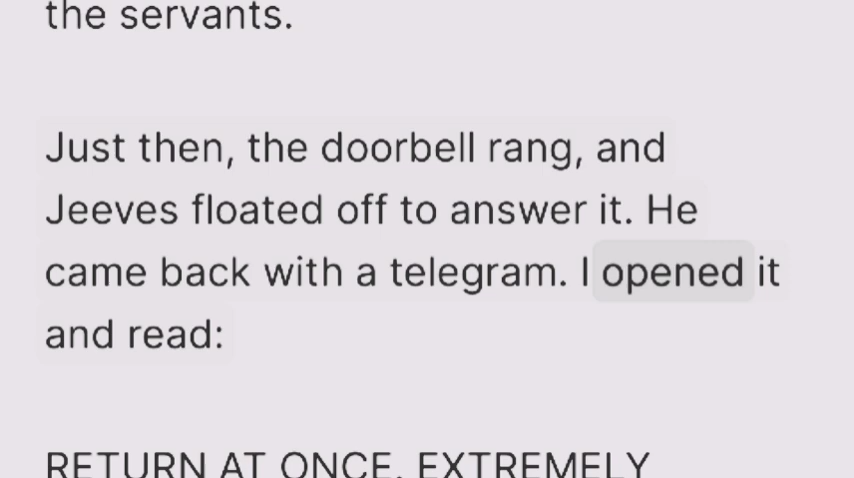 the servants.
Just then, the doorbell rang, and
Jeeves floated off to answer it. He
came back with a telegram. I opened it
and read:
RETURN AT ONCE. EXTREMELY